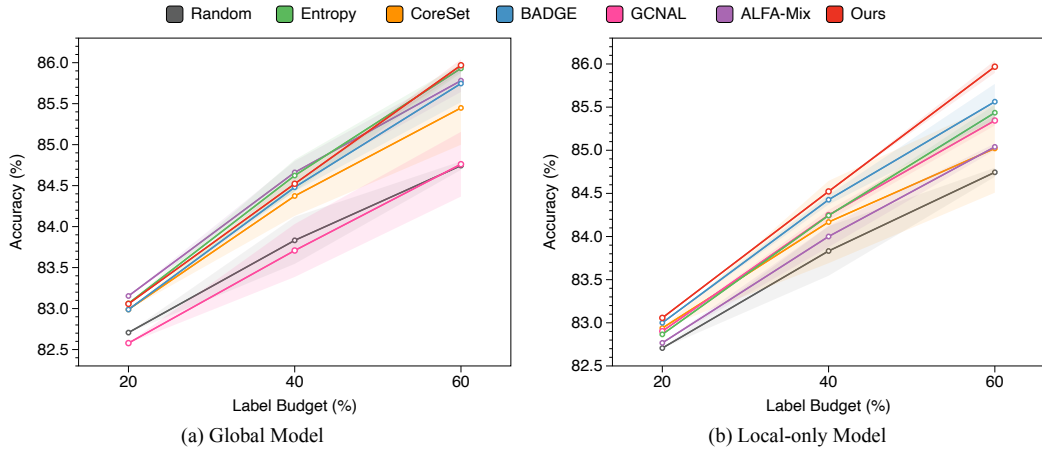 Random Entropy CoreSet BADGE GCNAL ALFA-Mix Ours
86.0
85.5
85.0
84.5
84.0
83.5
83.0
82.5
Accuracy (%)
20 40 60
Label Budget (%)
(a) Global Model
86.0
85.5
85.0
84.5
84.0
83.5
83.0
82.5
Accuracy (%)
20 40 60
Label Budget (%)
(b) Local-only Model